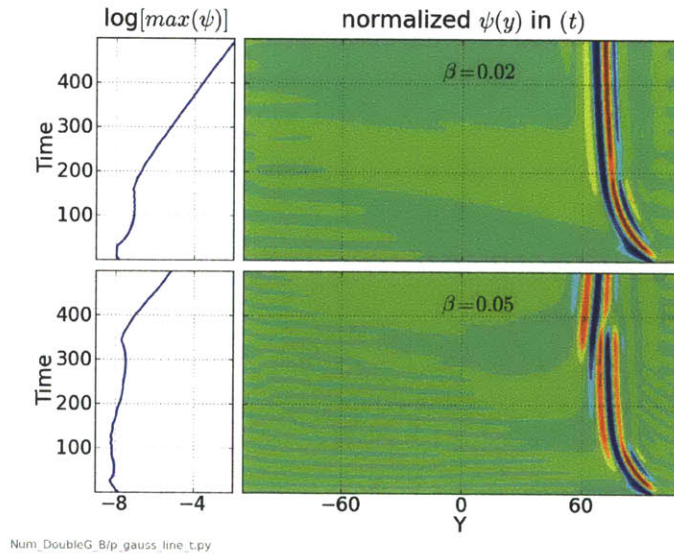 log[max(ψ)]
normalized ψ(y) in (t)
β=0.02
Time
400
300
200
100
β=0.05
Time
400
300
200
100
−8 −4
−60 0 60
Y
Num_DoubleG_B/p_gauss_line_t.py